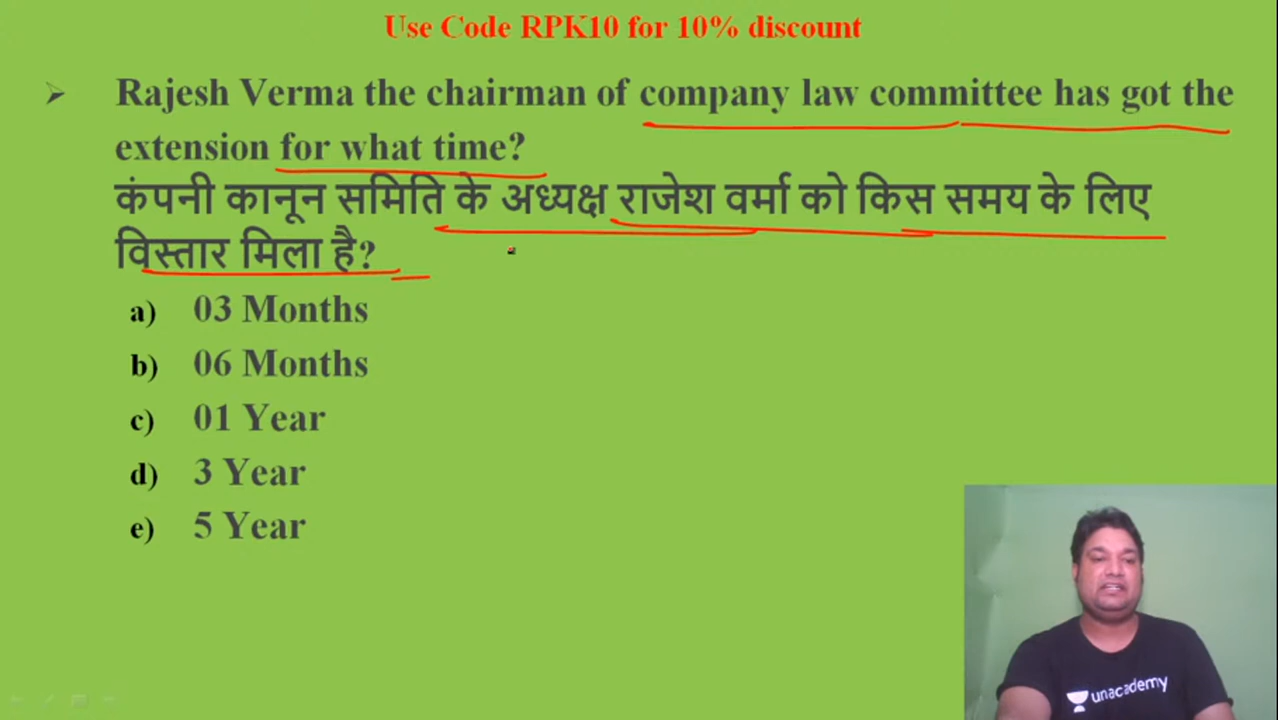 Use Code RPK10 for 10% discount
➢ Rajesh Verma the chairman of company law committee has got the
extension for what time?
कंपनी कानून समिति के अध्यक्ष राजेश वर्मा को किस समय के लिए
विस्तार मिला है?
a) 03 Months
b) 06 Months
c) 01 Year
d) 3 Year
e) 5 Year
unacademy